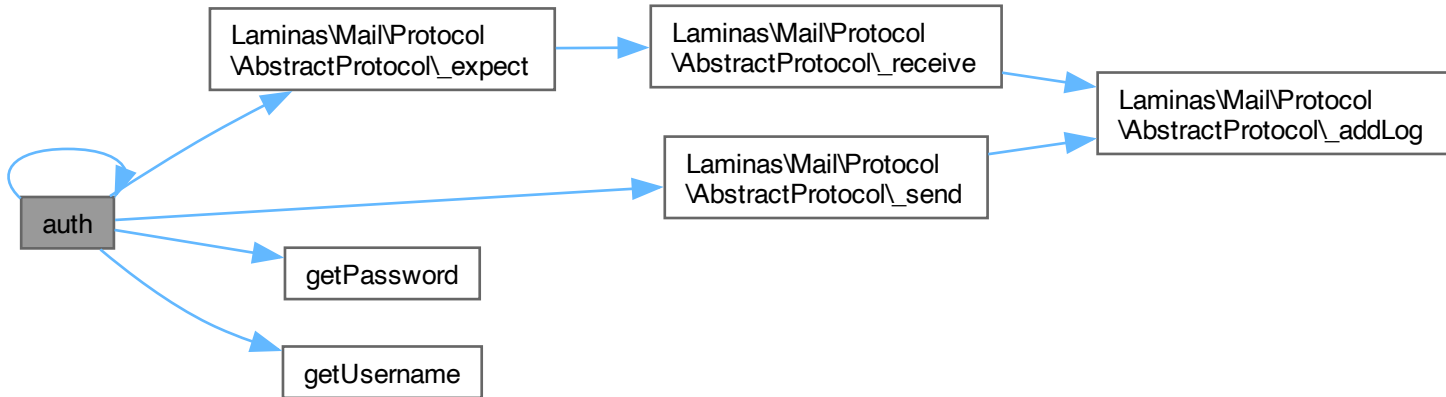 Laminas\Mail\Protocol
\AbstractProtocol\_expect
Laminas\Mail\Protocol
\AbstractProtocol\_receive
Laminas\Mail\Protocol
\AbstractProtocol\_addLog
Laminas\Mail\Protocol
\AbstractProtocol\_send
auth
getPassword
getUsername